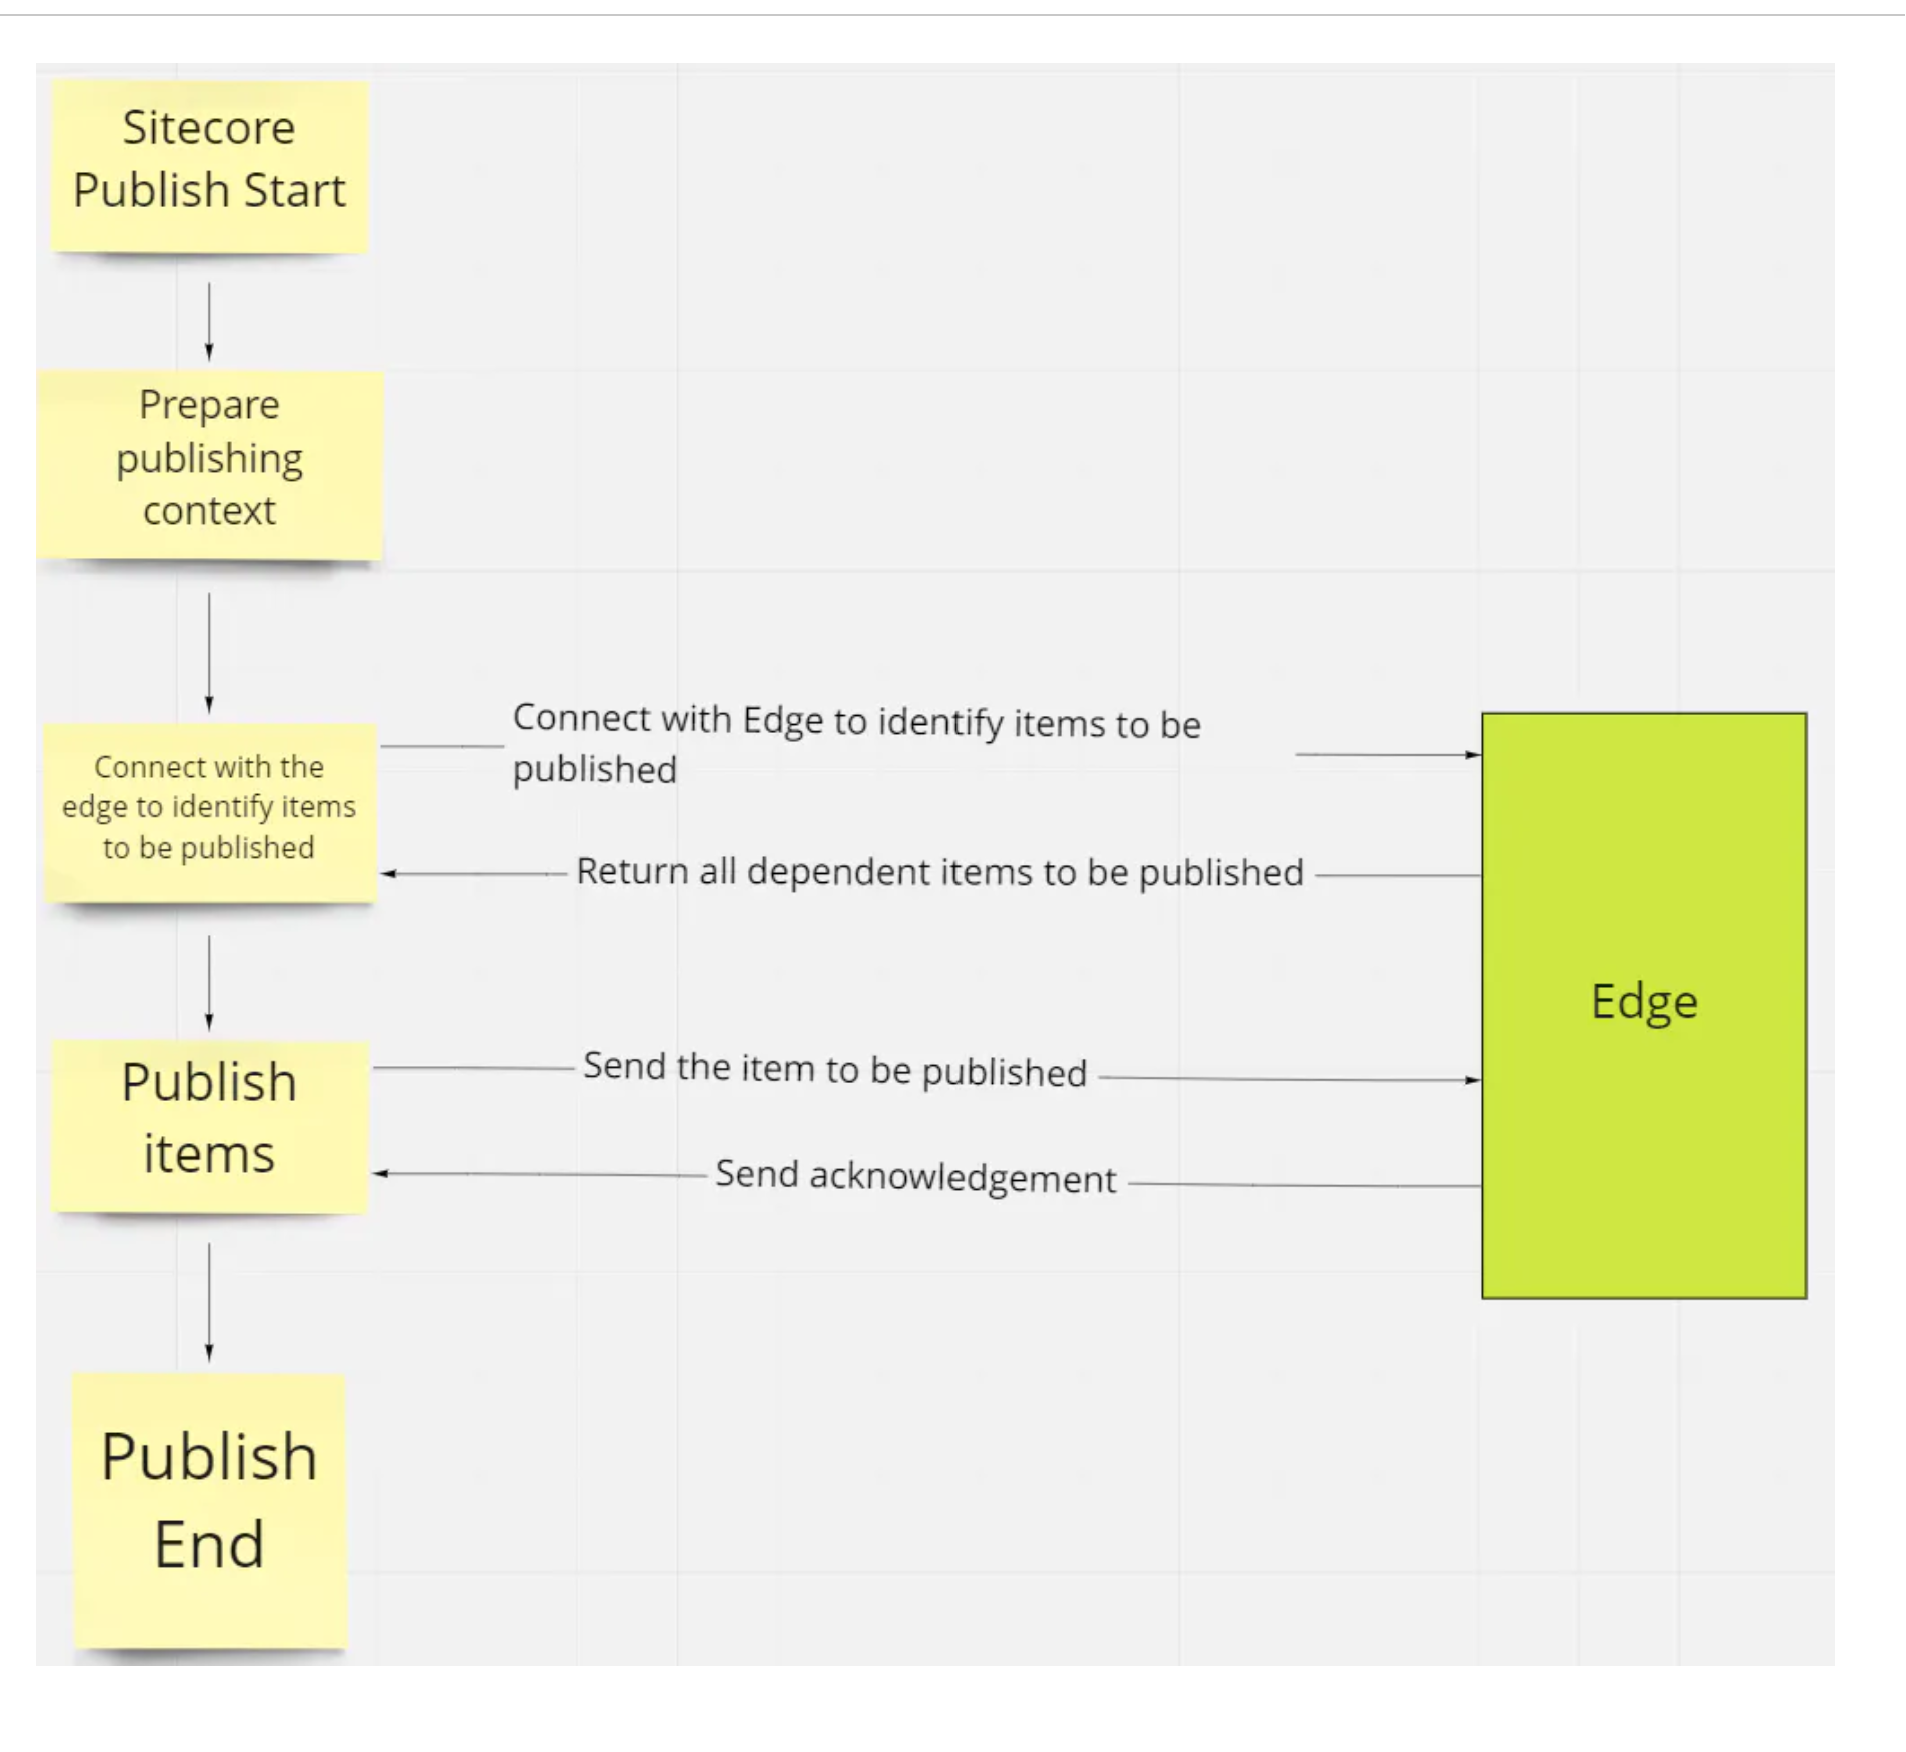 Sitecore
Publish Start
Prepare
publishing
context
Connect with the
edge to identify items
to be published
Connect with Edge to identify items to be
published
Return all dependent items to be published
Edge
Publish
items
Send the item to be published
Send acknowledgement
Publish
End